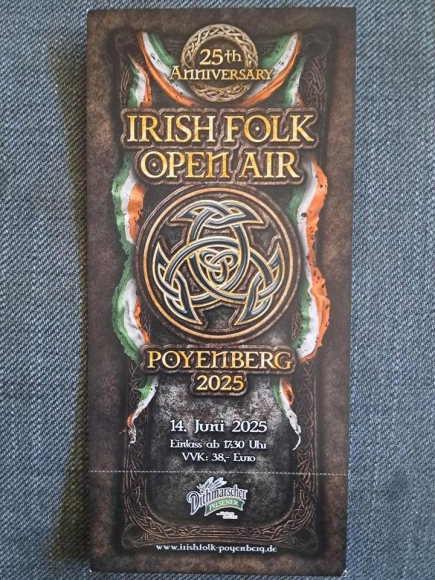 25th
Anniversary
Irish Folk
Open Air
Poyenberg
2025
14. Juni 2025
Einlass ab 17:30 Uhr
VVK: 38,- Euro
Dithmarscher
PILSENER
www.irishfolk-poyenberg.de